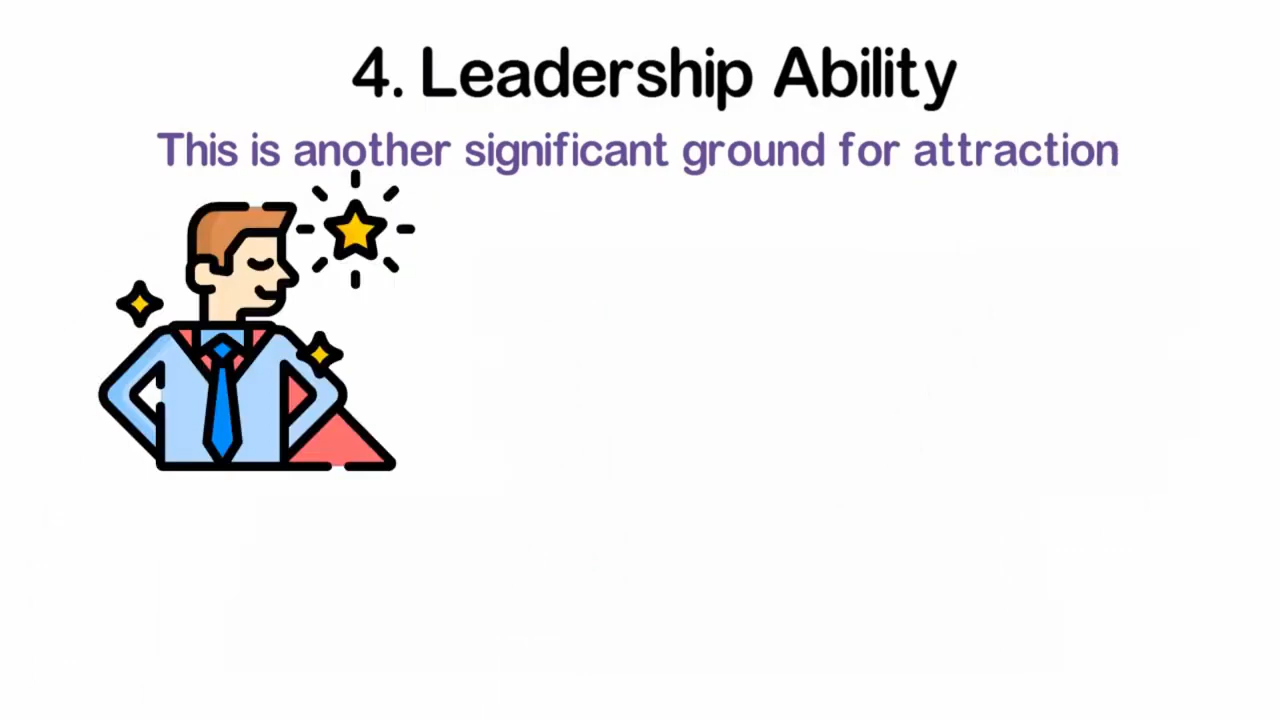 4. Leadership Ability
This is another significant ground for attraction